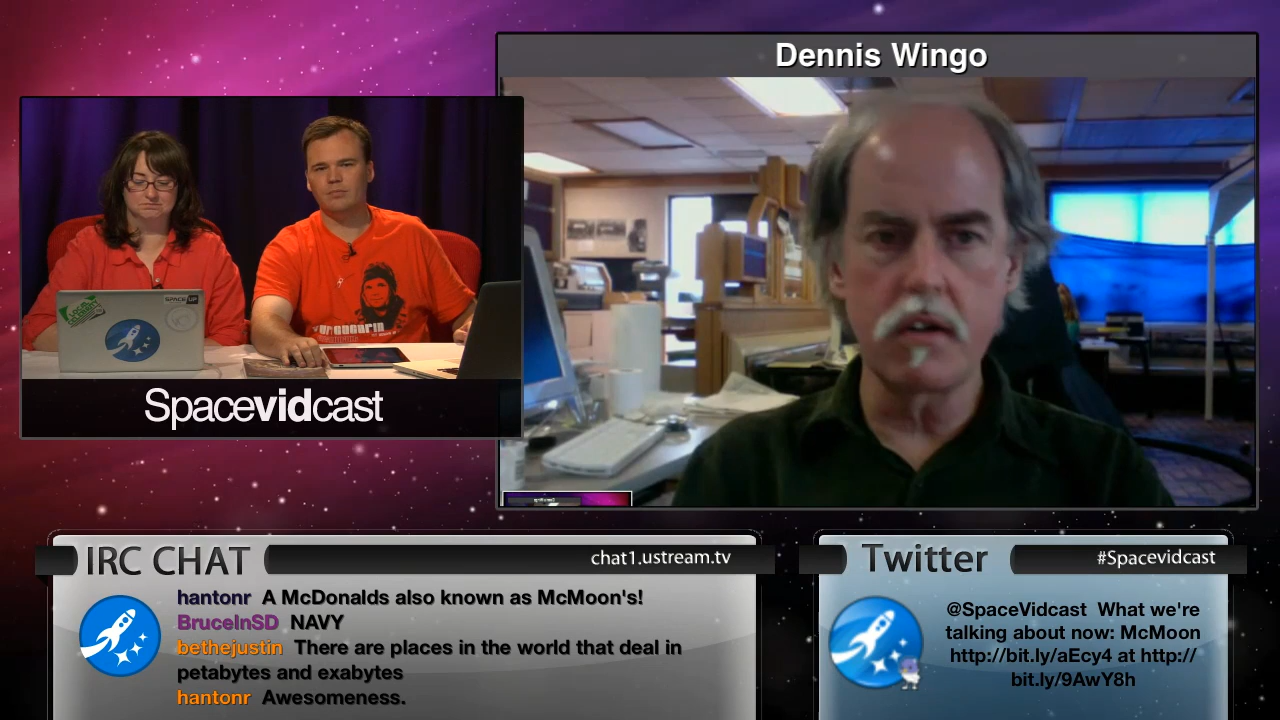 Dennis Wingo
SPACE UP
Spacevidcast
IRC CHAT
chat1.ustream.tv
hantonr A McDonalds also known as McMoon's!
BruceInSD NAVY
bethejustin There are places in the world that deal in
petabytes and exabytes
hantonr Awesomeness.
Twitter
#Spacevidcast
@SpaceVidcast What we're
talking about now: McMoon
http://bit.ly/aEcy4 at http://
bit.ly/9AwY8h